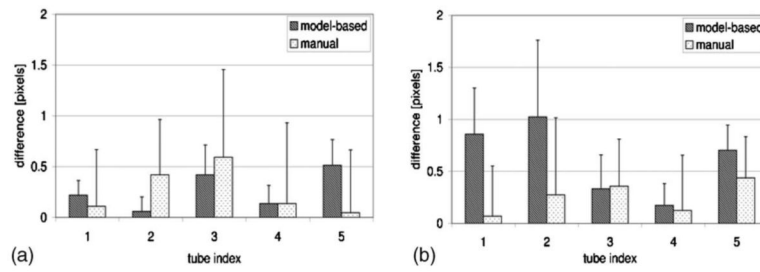 2
model-based
manual
1.5
1
0.5
0
difference [pixels]
1 2 3 4 5
tube index
(a)
2
model-based
manual
1.5
1
0.5
0
difference [pixels]
1 2 3 4 5
tube index
(b)